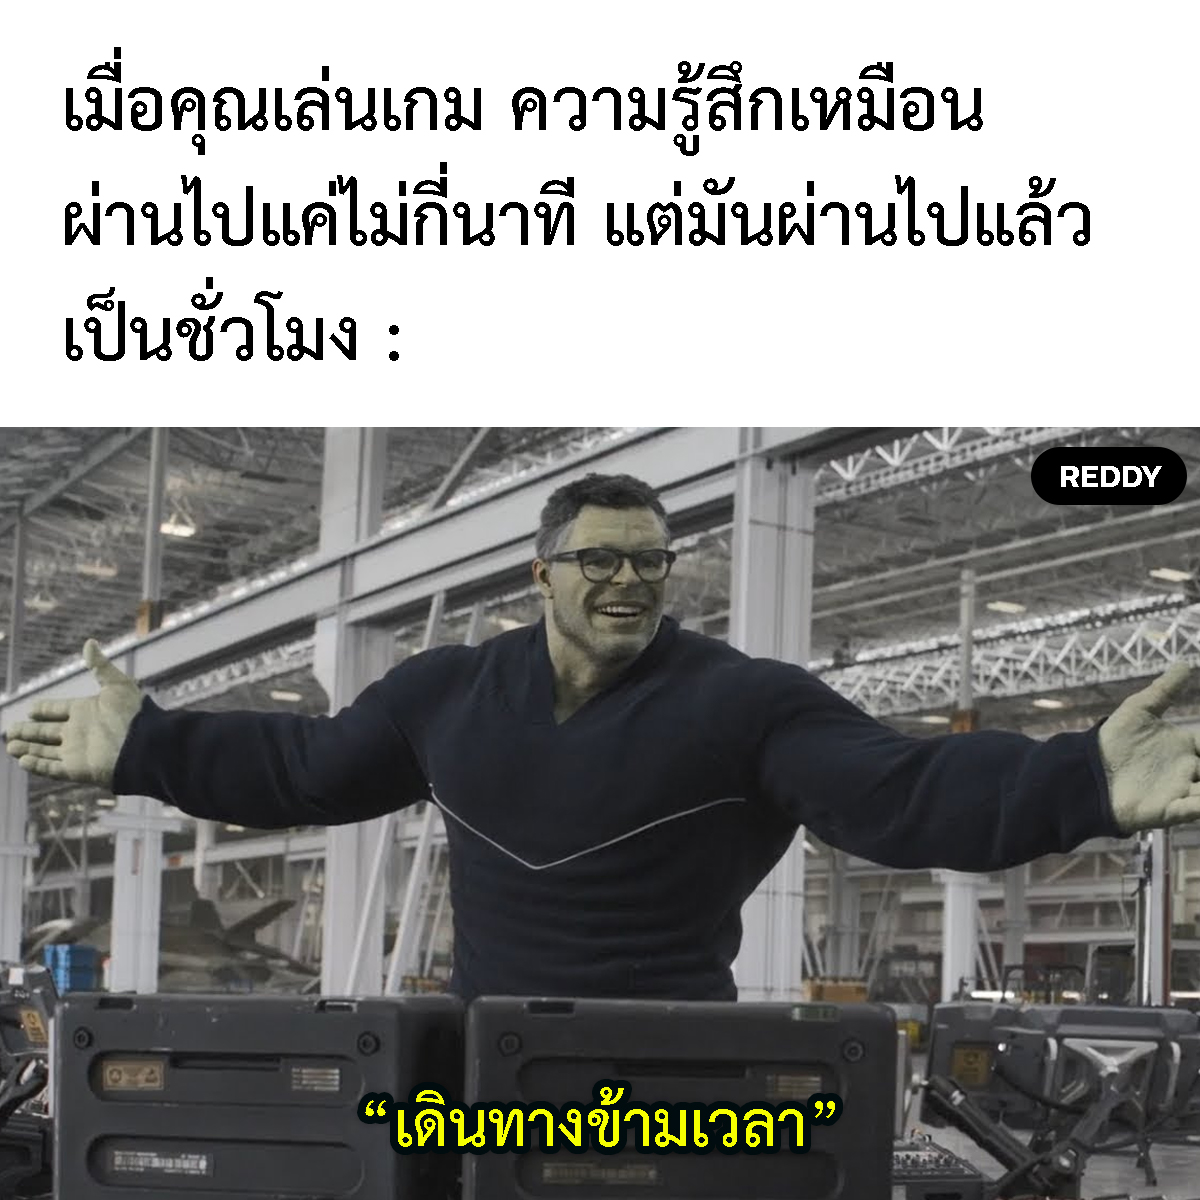 เมื่อคุณเล่นเกม ความรู้สึกเหมือน
ผ่านไปแค่ไม่กี่นาที แต่มันผ่านไปแล้ว
เป็นชั่วโมง :
REDDY
“เดินทางข้ามเวลา”